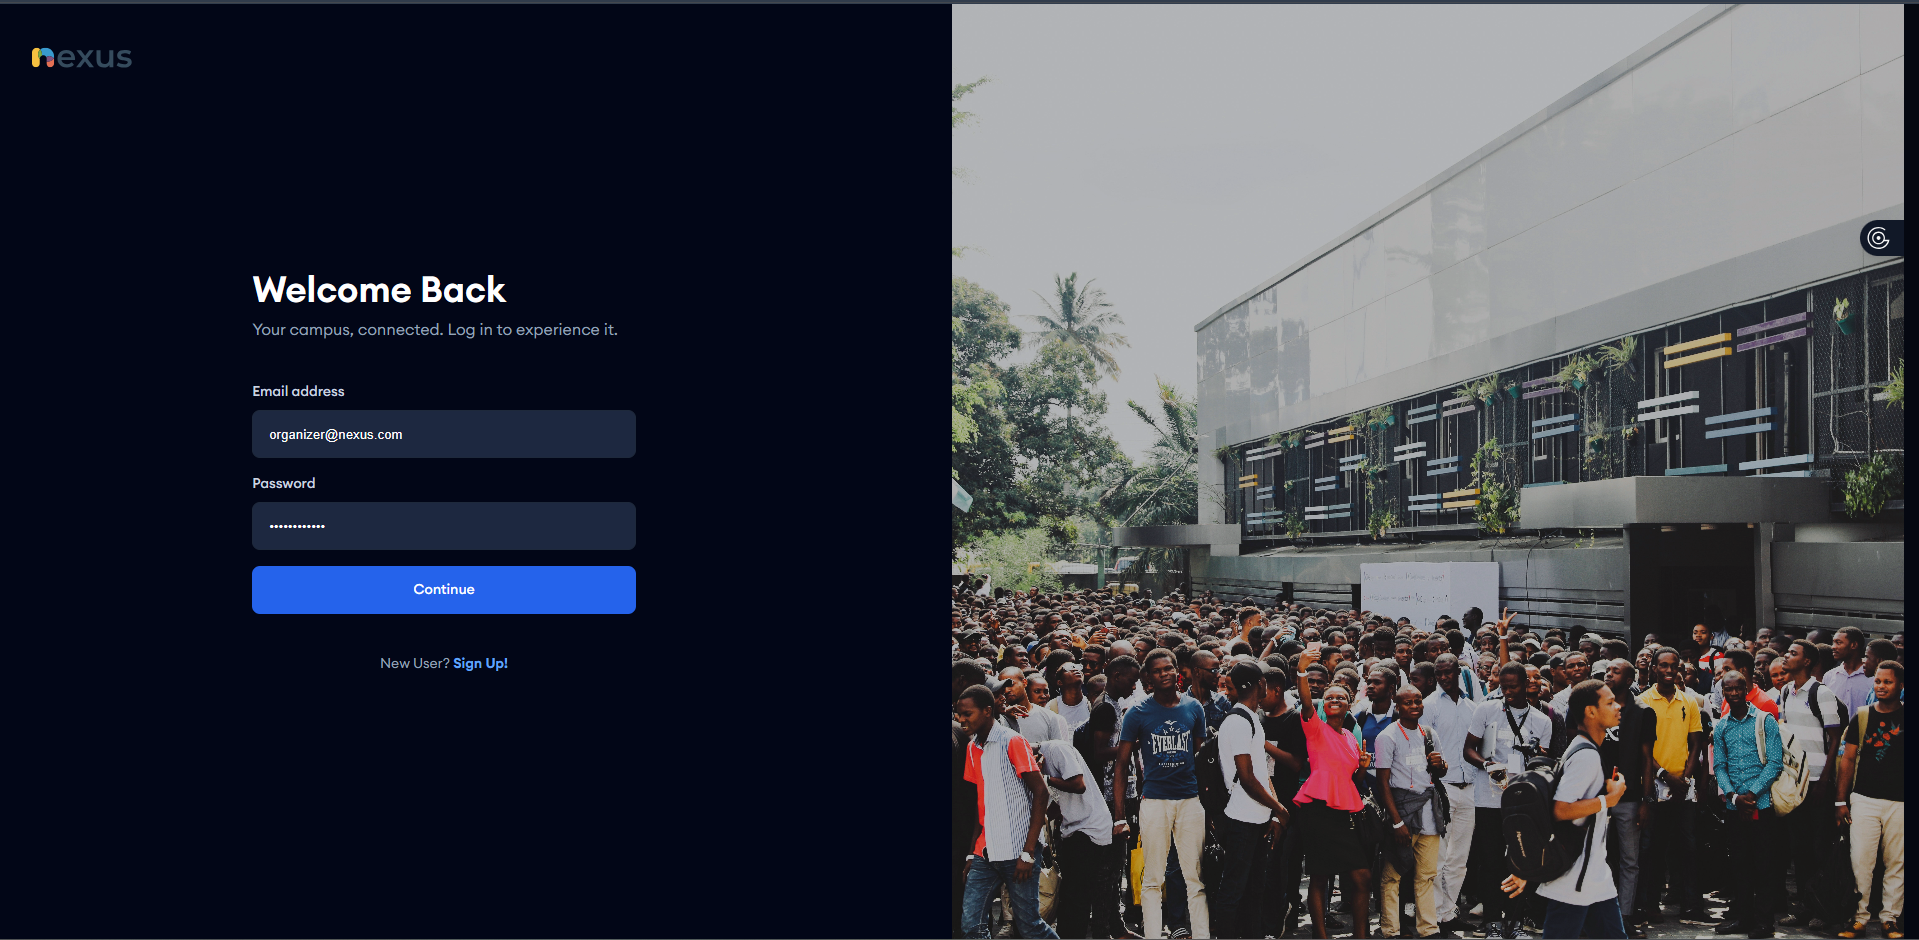 nexus
Welcome Back
Your campus, connected. Log in to experience it.
Email address
organizer@nexus.com
Password
••••••••••••
Continue
New User? Sign Up!
EVERLAST